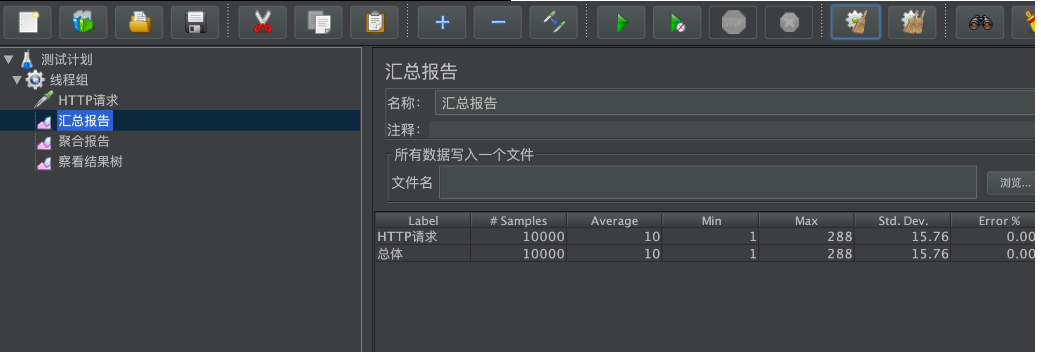 STOP
测试计划
线程组
HTTP请求
汇总报告
聚合报告
察看结果树
汇总报告
名称: 汇总报告
注释:
所有数据写入一个文件
文件名 浏览...
Label # Samples Average Min Max Std. Dev. Error %
HTTP请求 10000 10 1 288 15.76 0.00
总体 10000 10 1 288 15.76 0.00